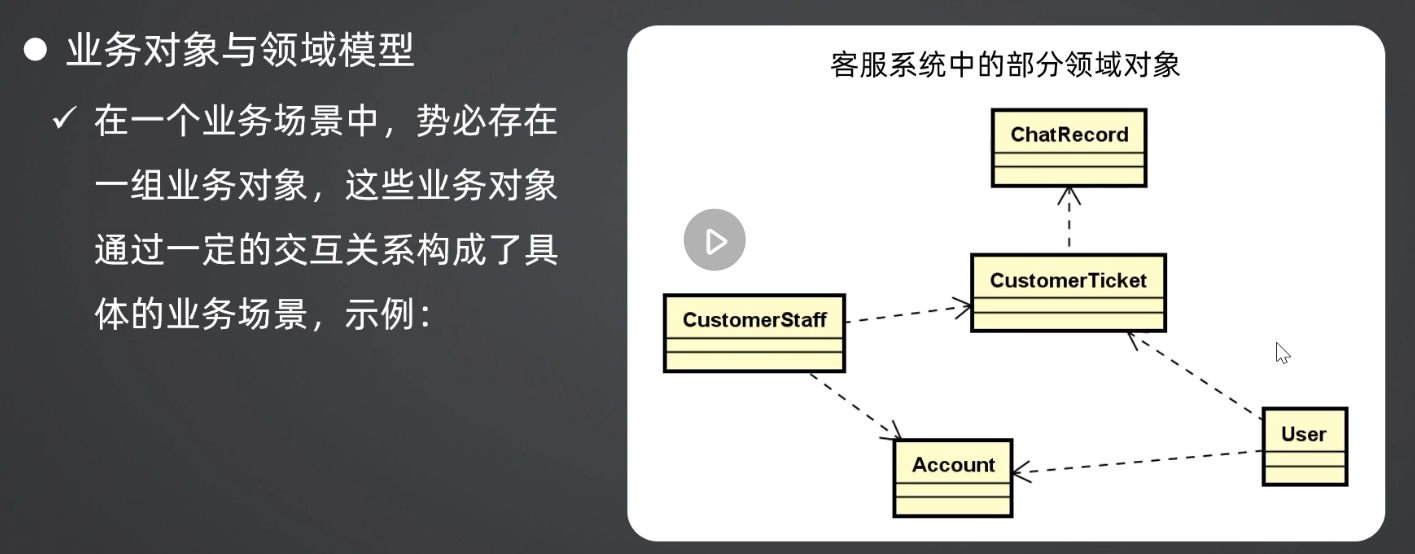 业务对象与领域模型
在一个业务场景中，势必存在
一组业务对象，这些业务对象
通过一定的交互关系构成了具
体的业务场景，示例：
客服系统中的部分领域对象
ChatRecord
CustomerTicket
CustomerStaff
User
Account